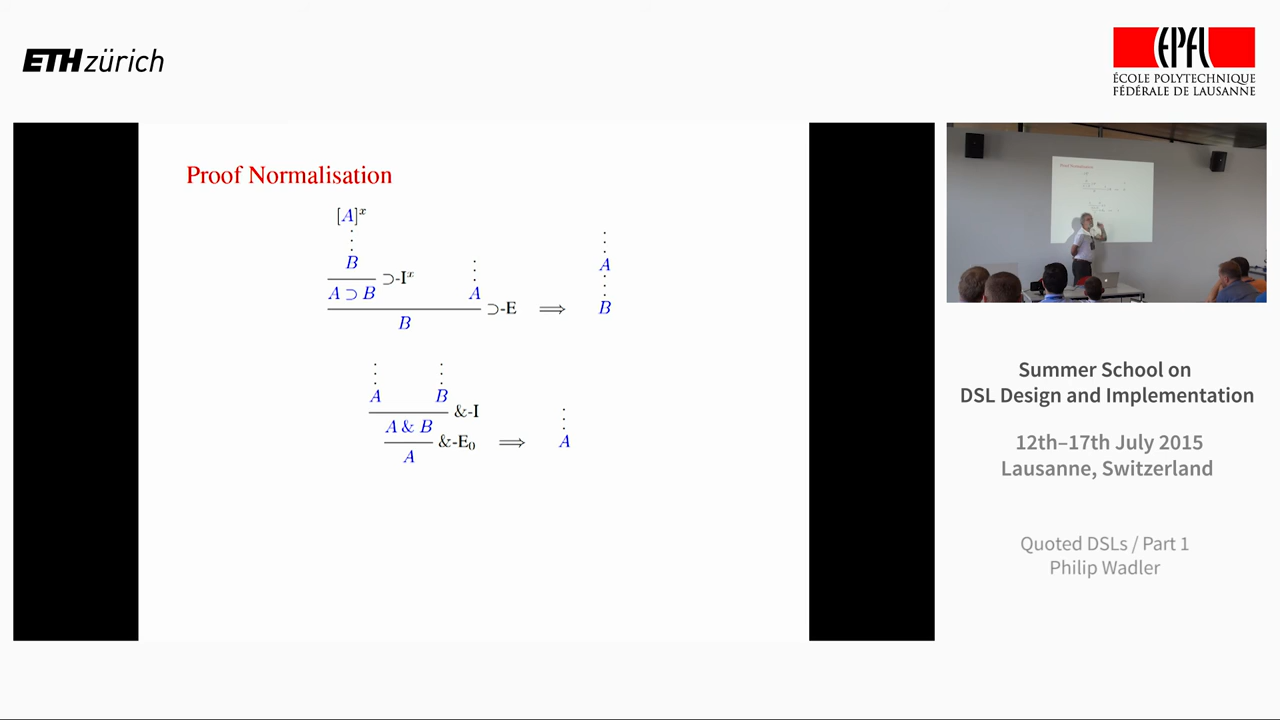 ETH zürich
EPFL
ÉCOLE POLYTECHNIQUE
FÉDÉRALE DE LAUSANNE
Proof Normalisation
[A]ˣ
⋮
B
⊃-Iˣ
A ⊃ B
⋮
A
⊃-E
B
⟹
⋮
A
⋮
B
⋮
A
⋮
B
&-I
A & B
&-E₀
A
⟹
⋮
A
Summer School on
DSL Design and Implementation
12th–17th July 2015
Lausanne, Switzerland
Quoted DSLs / Part 1
Philip Wadler